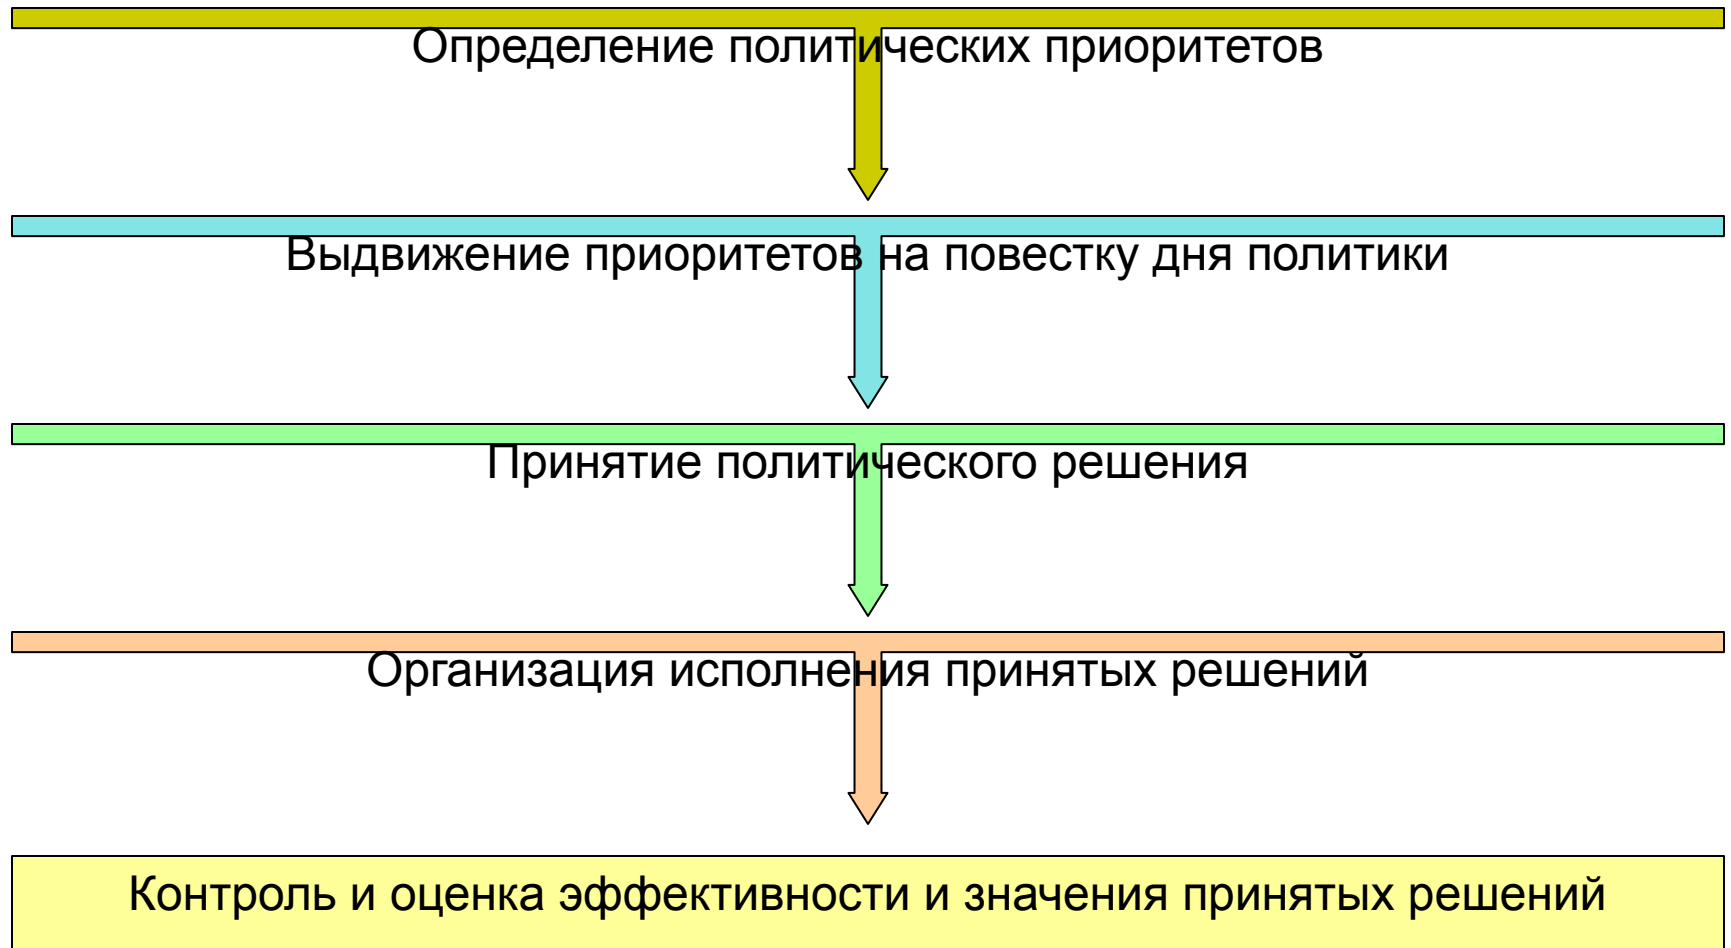 Определение политических приоритетов
Выдвижение приоритетов на повестку дня политики
Принятие политического решения
Организация исполнения принятых решений
Контроль и оценка эффективности и значения принятых решений